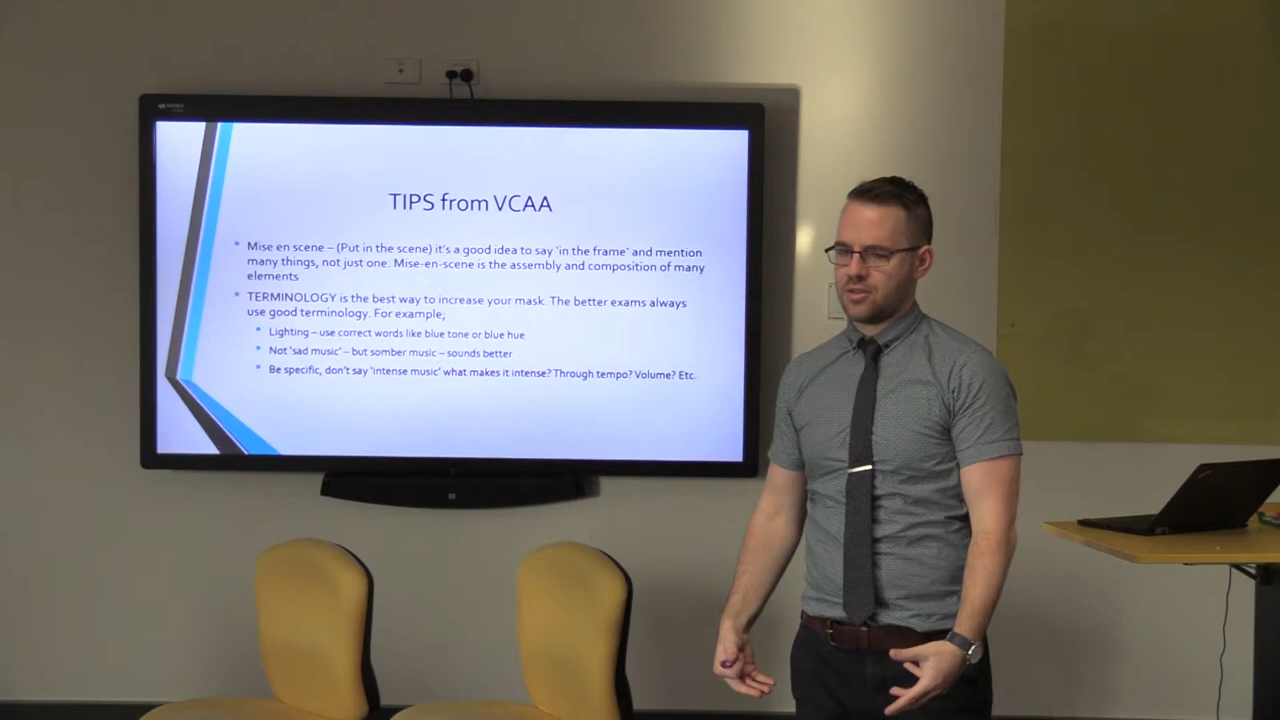 TIPS from VCAA
Mise en scene – (Put in the scene) it's a good idea to say 'in the frame' and mention
many things, not just one. Mise-en-scene is the assembly and composition of many
elements
TERMINOLOGY is the best way to increase your mask. The better exams always
use good terminology. For example;
Lighting – use correct words like blue tone or blue hue
Not 'sad music' – but somber music – sounds better
Be specific, don't say 'intense music' what makes it intense? Through tempo? Volume? Etc.